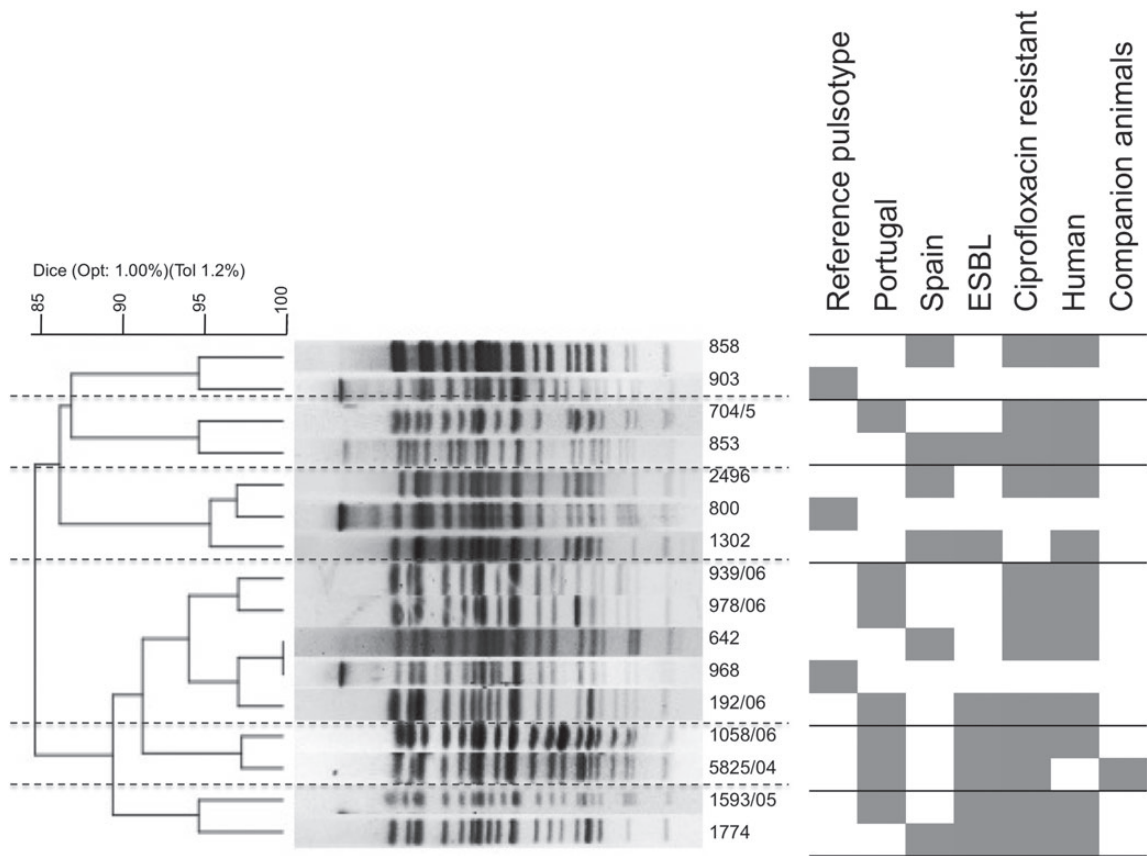 Reference pulsotype
Portugal
Spain
ESBL
Ciprofloxacin resistant
Human
Companion animals
Dice (Opt: 1.00%)(Tol 1.2%)
85
90
95
100
858
903
704/5
853
2496
800
1302
939/06
978/06
642
968
192/06
1058/06
5825/04
1593/05
1774